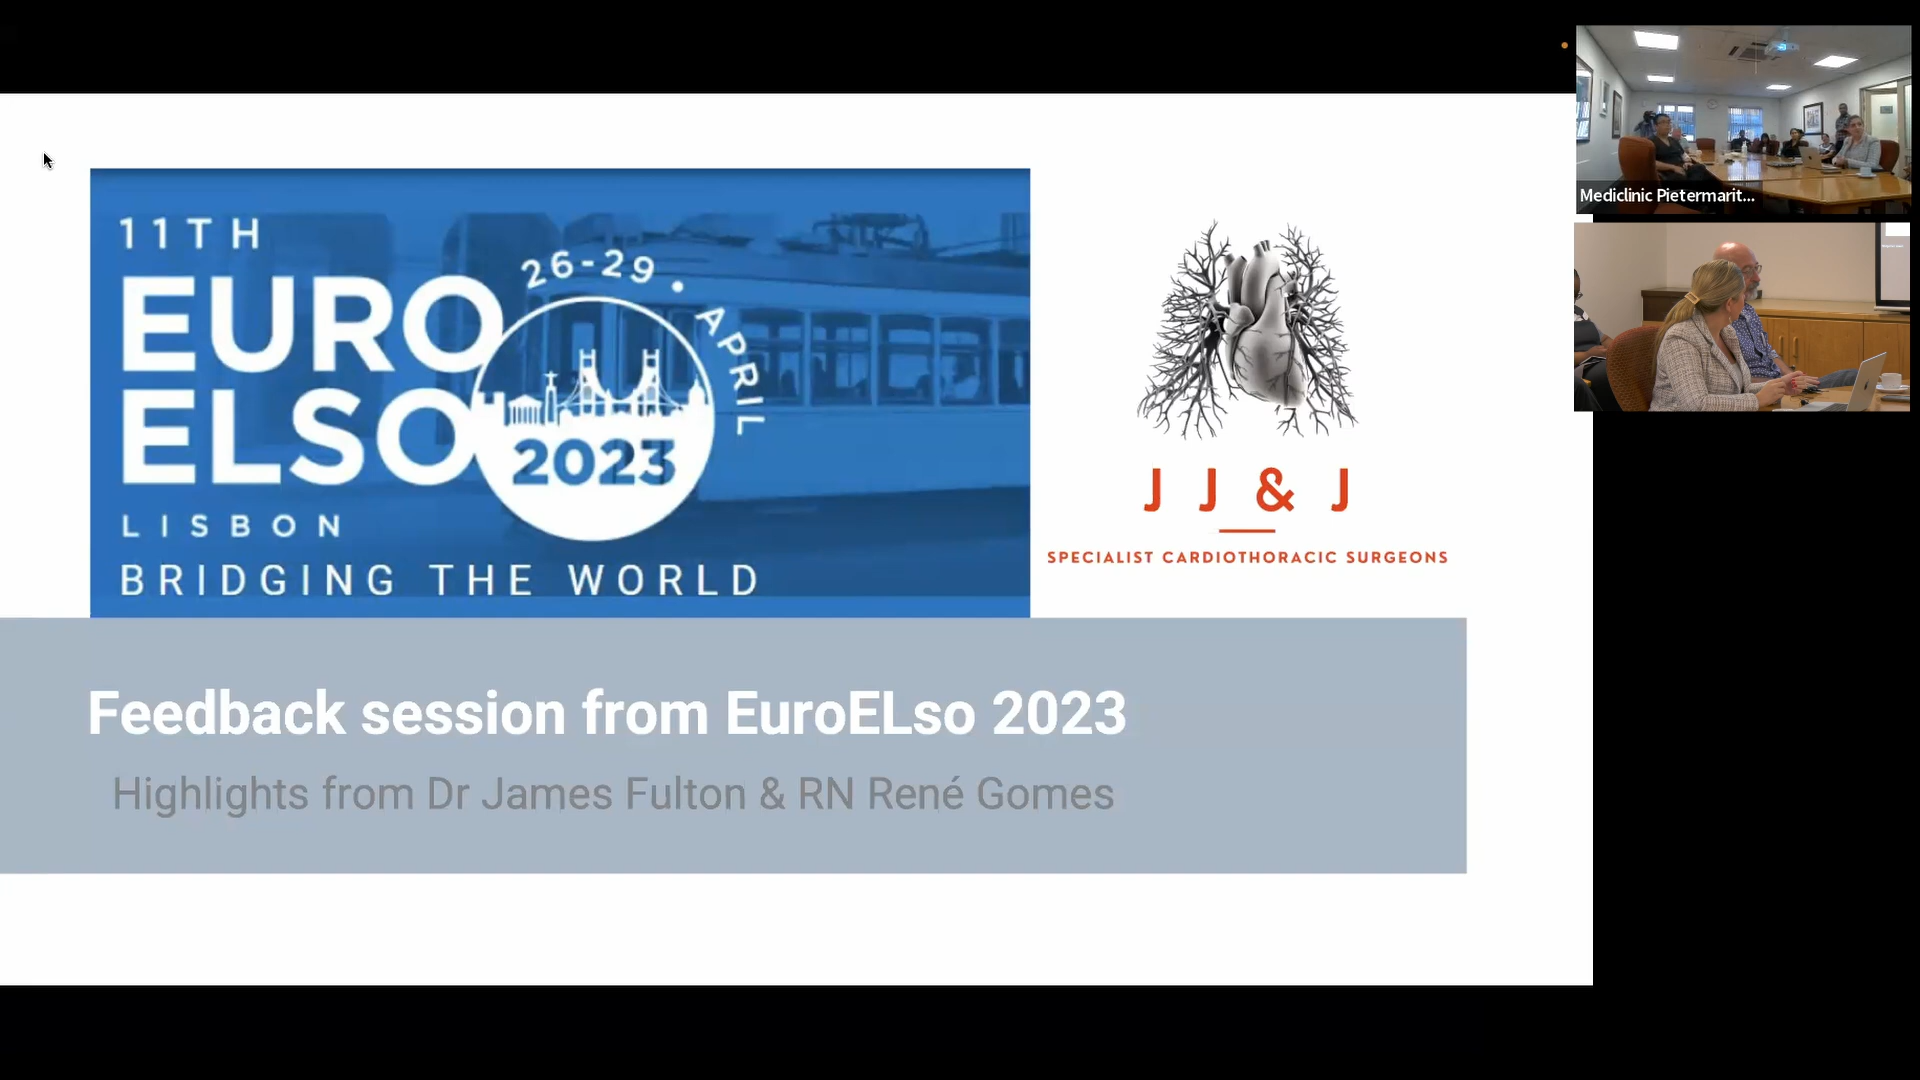 11TH
EURO
ELSO
26-29 • APRIL
2023
LISBON
BRIDGING THE WORLD
J J & J
SPECIALIST CARDIOTHORACIC SURGEONS
Feedback session from EuroELso 2023
Highlights from Dr James Fulton & RN René Gomes
Mediclinic Pietermarit...